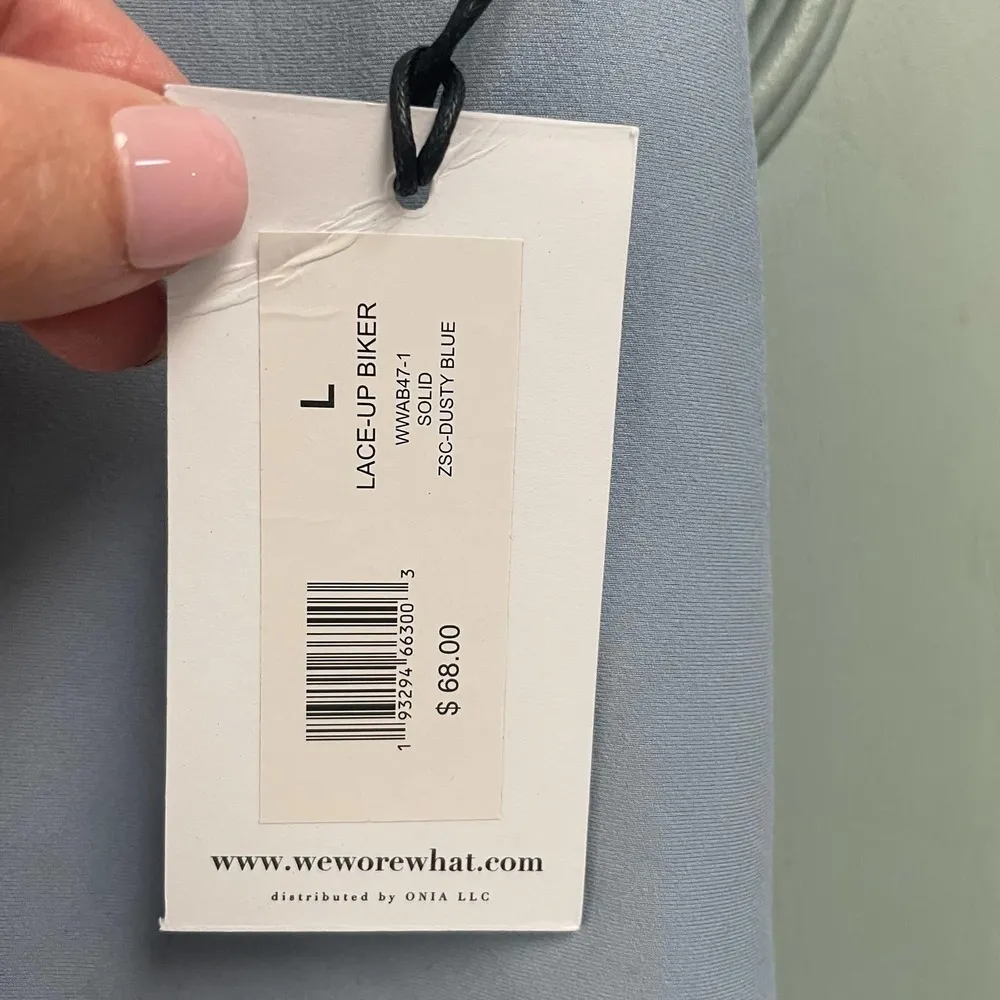 L
LACE-UP BIKER
WWAB47-1
SOLID
ZSC-DUSTY BLUE
1 93294 66300 3
$ 68.00
www.weworewhat.com
distributed by ONIA LLC